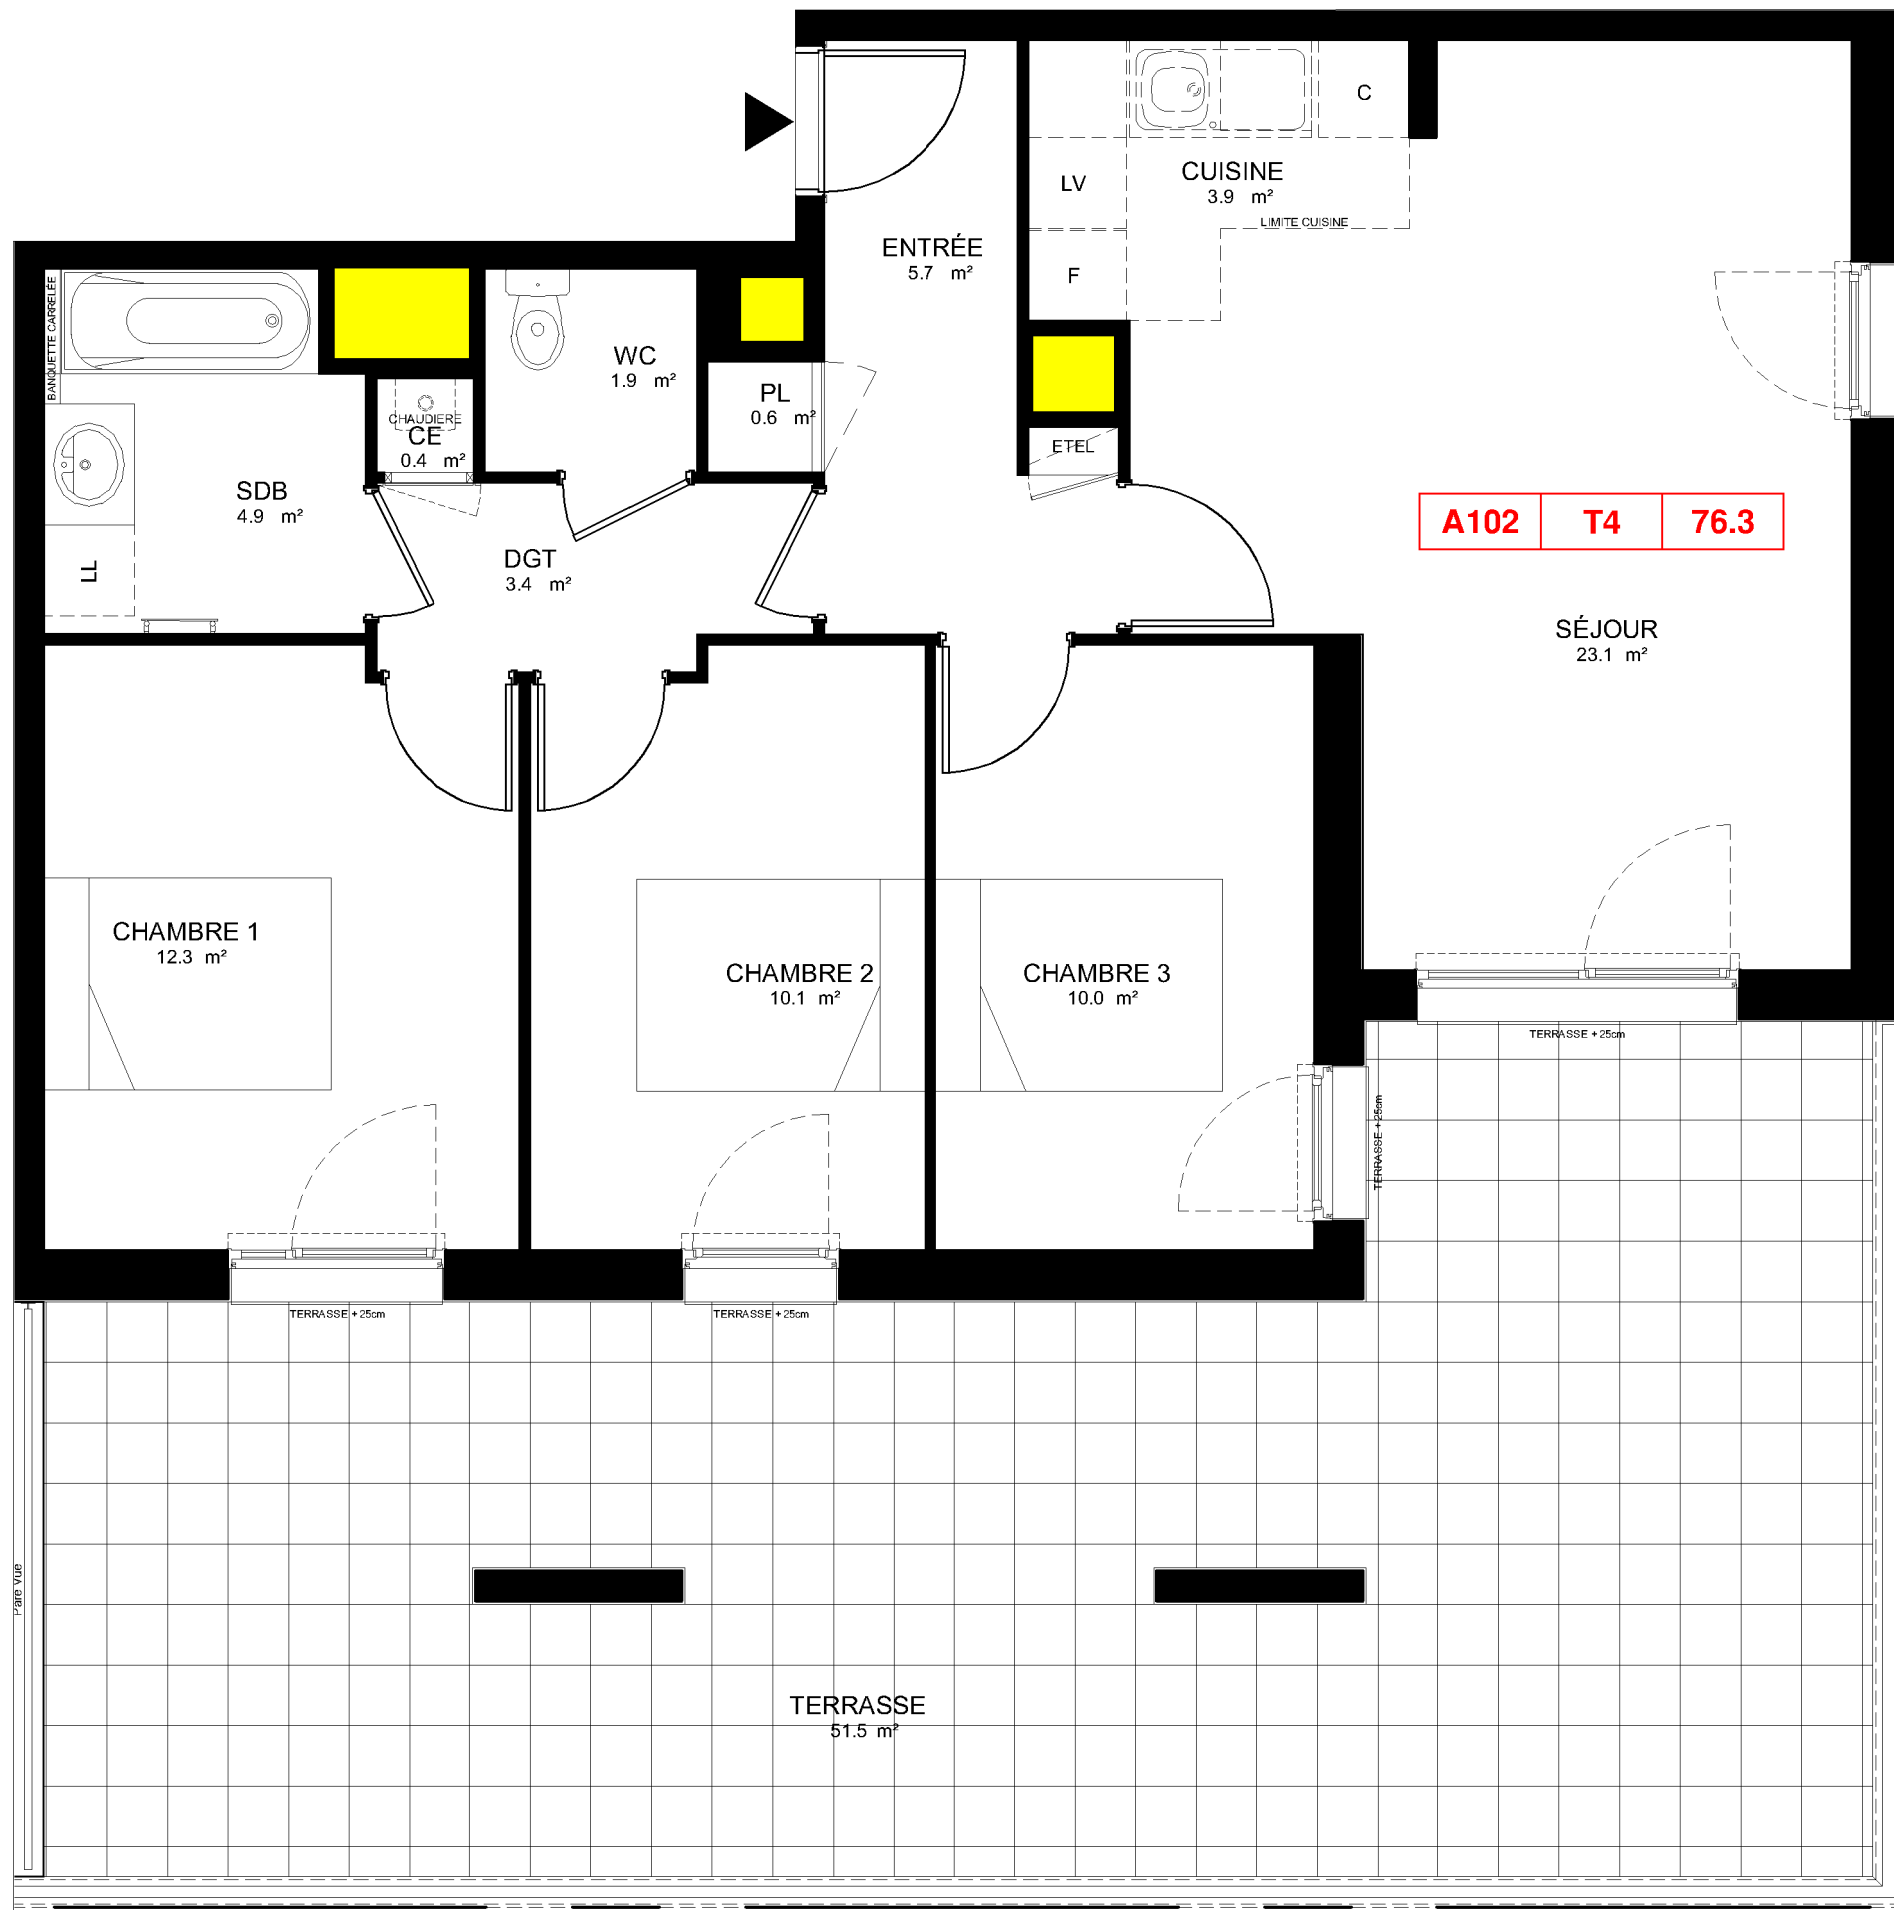 C
CUISINE
3.9 m²
LV
LIMITE CUISINE
ENTRÉE
5.7 m²
F
BANQUETTE CARRELÉE
WC
1.9 m²
PL
0.6 m²
CHAUDIERE
CE
0.4 m²
ETEL
SDB
4.9 m²
A102 T4 76.3
DGT
3.4 m²
LL
SÉJOUR
23.1 m²
CHAMBRE 1
12.3 m²
CHAMBRE 2
10.1 m²
CHAMBRE 3
10.0 m²
TERRASSE + 25cm
TERRASSE + 25cm
TERRASSE + 25cm
TERRASSE + 25cm
Pare Vue
TERRASSE
51.5 m²